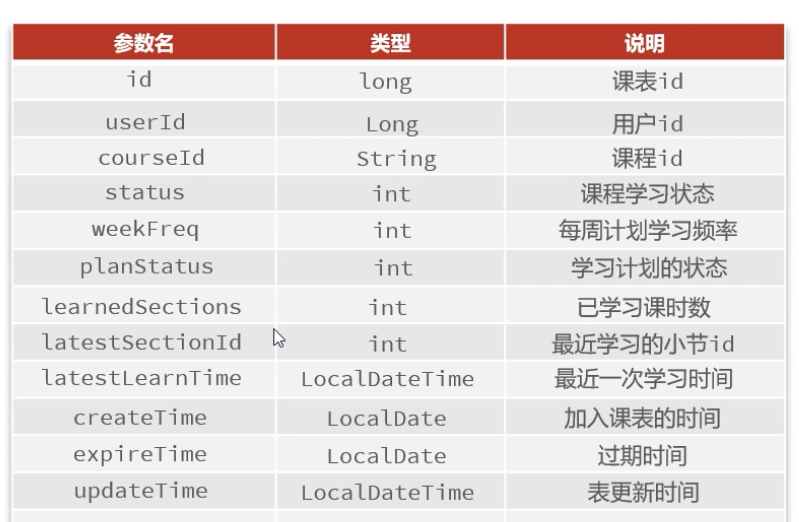 参数名 类型 说明
id long 课表id
userId Long 用户id
courseId String 课程id
status int 课程学习状态
weekFreq int 每周计划学习频率
planStatus int 学习计划的状态
learnedSections int 已学习课时数
latestSectionId int 最近学习的小节id
latestLearnTime LocalDateTime 最近一次学习时间
createTime LocalDate 加入课表的时间
expireTime LocalDate 过期时间
updateTime LocalDateTime 表更新时间